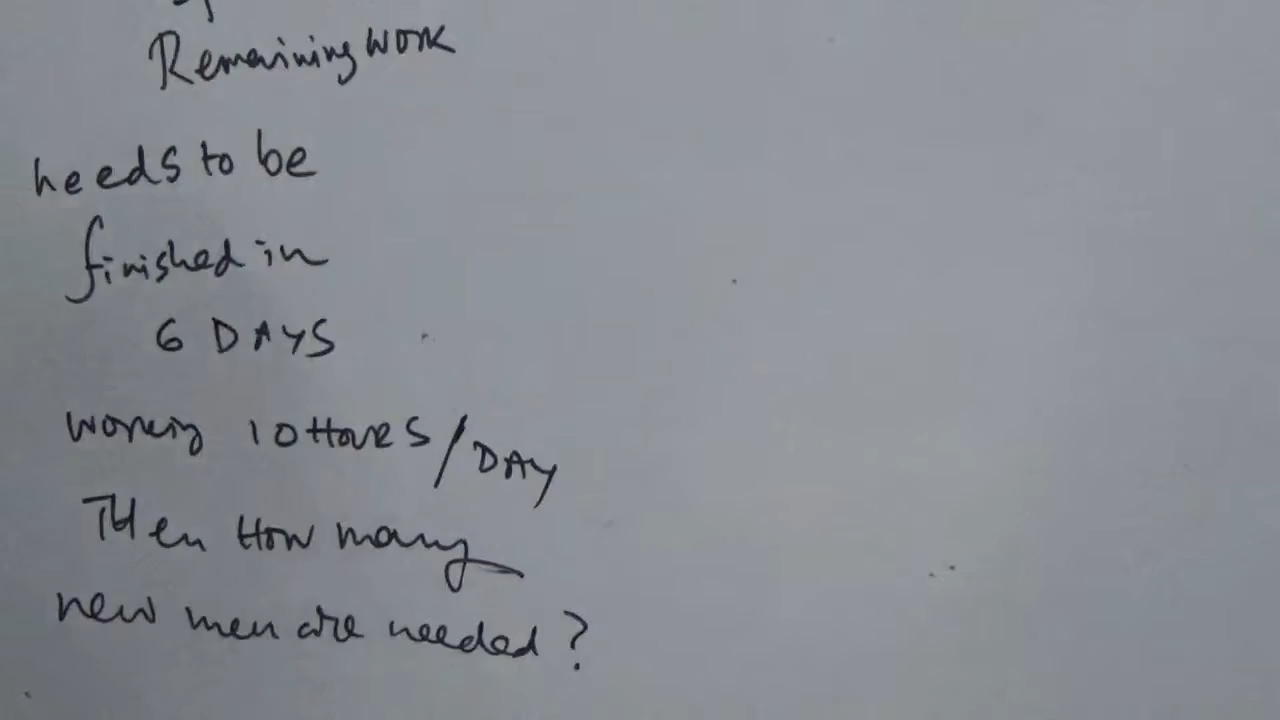 Remaining work
needs to be
finished in
6 DAYS
working 10 HouRS/DAY
THen How many
new men are needed?